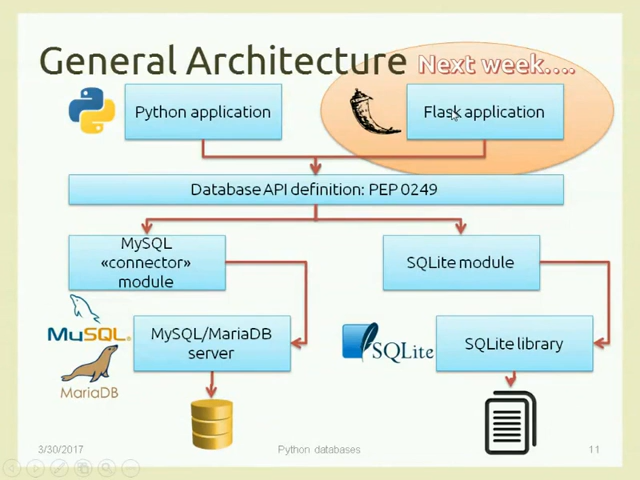 General Architecture
Next week....
Python application
Flask application
Database API definition: PEP 0249
MySQL
«connector»
module
SQLite module
MySQL/MariaDB
server
SQLite library
MySQL
MariaDB
SQLite
3/30/2017
Python databases
11